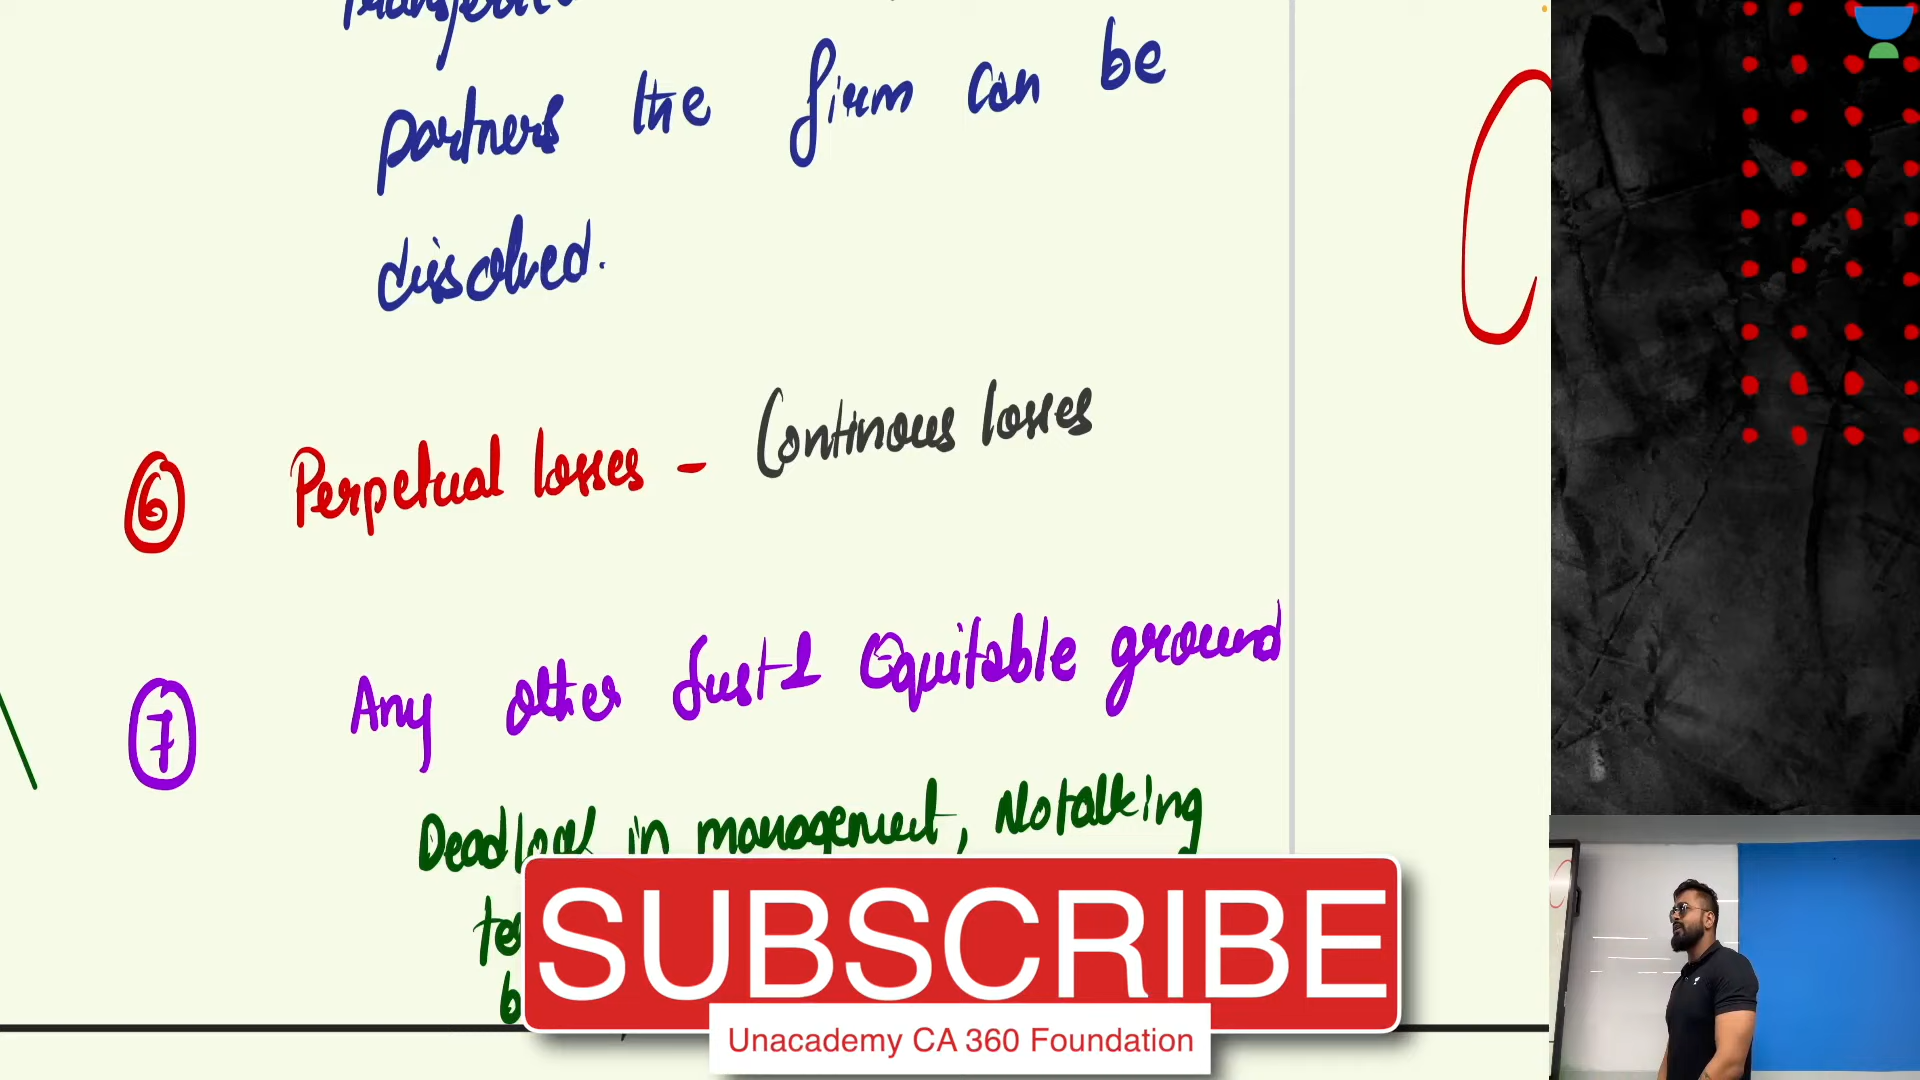 partners the firm can be
dissolved.
6 Perpetual losses - Continous losses
7 Any other Just & Equitable ground
Deadlock in management, Not talking
SUBSCRIBE
Unacademy CA 360 Foundation